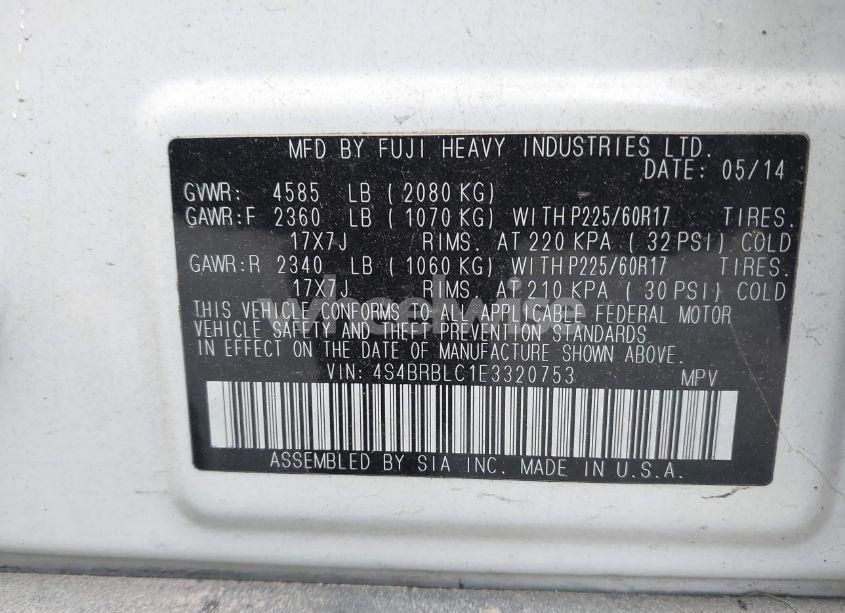 MFD BY FUJI HEAVY INDUSTRIES LTD.
DATE: 05/14
GVWR: 4585 LB (2080 KG)
GAWR:F 2360 LB (1070 KG) WITH P225/60R17 TIRES.
17X7J RIMS. AT 220 KPA (32 PSI) COLD
GAWR:R 2340 LB (1060 KG) WITH P225/60R17 TIRES.
17X7J RIMS. AT 210 KPA (30 PSI) COLD
wheelwise
THIS VEHICLE CONFORMS TO ALL APPLICABLE FEDERAL MOTOR
VEHICLE SAFETY AND THEFT PREVENTION STANDARDS
IN EFFECT ON THE DATE OF MANUFACTURE SHOWN ABOVE.
VIN: 4S4BRBLC1E3320753 MPV
ASSEMBLED BY SIA INC. MADE IN U.S.A.